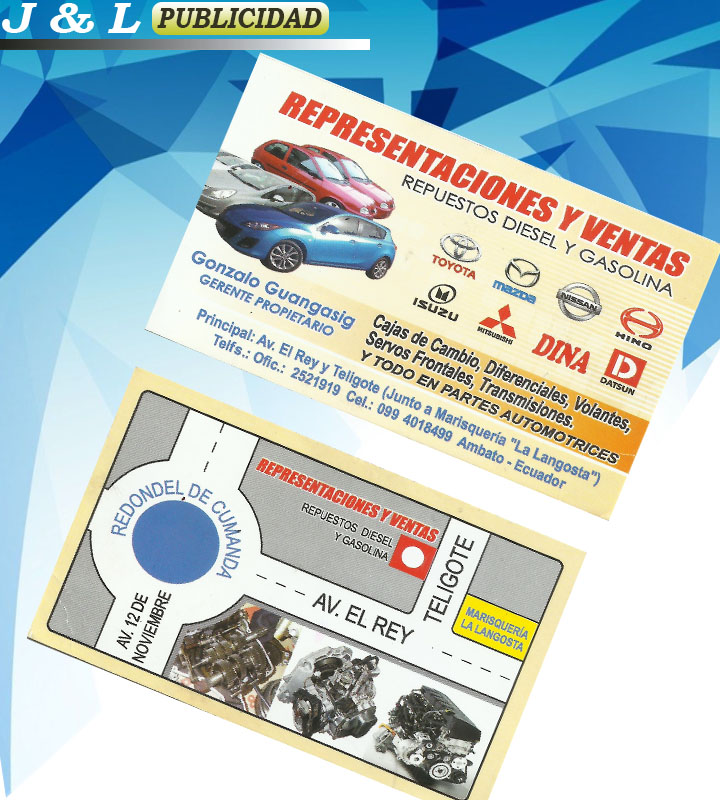 J & L PUBLICIDAD
REPRESENTACIONES Y VENTAS
REPUESTOS DIESEL Y GASOLINA
TOYOTA
mazda
NISSAN
HINO
ISUZU
MITSUBISHI
DINA
DATSUN
Gonzalo Guangasig
GERENTE PROPIETARIO
Cajas de Cambio, Diferenciales, Volantes,
Servos Frontales, Transmisiones.
Y TODO EN PARTES AUTOMOTRICES
Principal: Av. El Rey y Teligote (Junto a Marisquería "La Langosta")
Telfs.: Ofic.: 2521919 Cel.: 099 4018499 Ambato - Ecuador
REDONDEL DE CUMANDA
REPRESENTACIONES Y VENTAS
REPUESTOS DIESEL
Y GASOLINA
TELIGOTE
AV. EL REY
AV. 12 DE
NOVIEMBRE
MARISQUERÍA
LA LANGOSTA